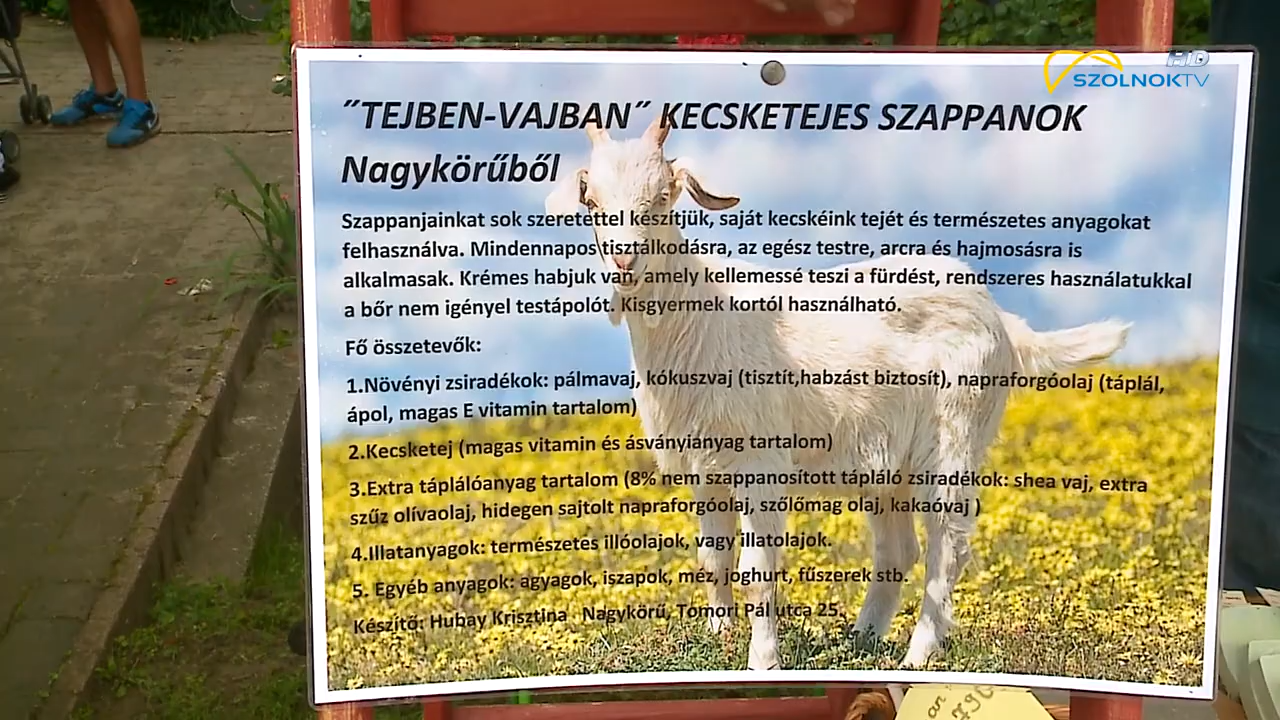 HD
SZOLNOKTV
˝TEJBEN-VAJBAN˝ KECSKETEJES SZAPPANOK
Nagykörűből
Szappanjainkat sok szeretettel készítjük, saját kecskéink tejét és természetes anyagokat
felhasználva. Mindennapos tisztálkodásra, az egész testre, arcra és hajmosásra is
alkalmasak. Krémes habjuk van, amely kellemessé teszi a fürdést, rendszeres használatukkal
a bőr nem igényel testápolót. Kisgyermek kortól használható.
Fő összetevők:
1.Növényi zsiradékok: pálmavaj, kókuszvaj (tisztít,habzást biztosít), napraforgóolaj (táplál,
ápol, magas E vitamin tartalom)
2.Kecsketej (magas vitamin és ásványianyag tartalom)
3.Extra táplálóanyag tartalom (8% nem szappanosított tápláló zsiradékok: shea vaj, extra
szűz olívaolaj, hidegen sajtolt napraforgóolaj, szőlőmag olaj, kakaóvaj )
4.Illatanyagok: természetes illóolajok, vagy illatolajok.
5. Egyéb anyagok: agyagok, iszapok, méz, joghurt, fűszerek stb.
Készítő: Hubay Krisztina Nagykörű, Tomori Pál utca 25.